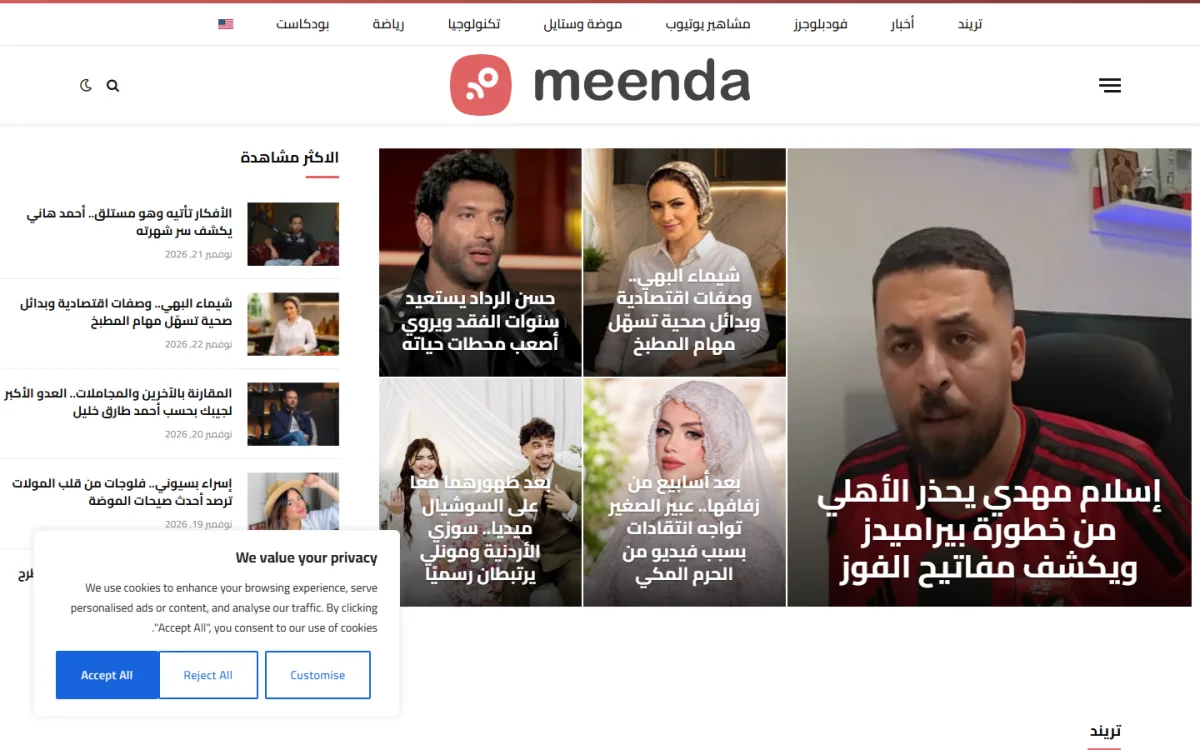 تريند
أخبار
فودبلوجرز
مشاهير يوتيوب
موضة وستايل
تكنولوجيا
رياضة
بودكاست
meenda
إسلام مهدي يحذر الأهلي
من خطورة بيراميدز
ويكشف مفاتيح الفوز
شيماء البهي..
وصفات اقتصادية
وبدائل صحية تسهّل
مهام المطبخ
حسن الرداد يستعيد
سنوات الفقد ويروي
أصعب محطات حياته
بعد أسابيع من
زفافها.. عبير الصغير
تواجه انتقادات
بسبب فيديو من
الحرم المكي
بعد ظهورهما معًا
على السوشيال
ميديا.. سوزي
الأردنية ومونلي
يرتبطان رسميًا
الاكثر مشاهدة
الأفكار تأتيه وهو مستلق.. أحمد هاني
يكشف سر شهرته
نوفمبر 21, 2026
شيماء البهي.. وصفات اقتصادية وبدائل
صحية تسهّل مهام المطبخ
نوفمبر 22, 2026
المقارنة بالآخرين والمجاملات.. العدو الأكبر
لجيبك بحسب أحمد طارق خليل
نوفمبر 20, 2026
إسراء بسيوني.. فلوجات من قلب المولات
ترصد أحدث صيحات الموضة
نوفمبر 19, 2026
We value your privacy
We use cookies to enhance your browsing experience, serve
personalised ads or content, and analyse our traffic. By clicking
"Accept All", you consent to our use of cookies.
Accept All
Reject All
Customise
تريند